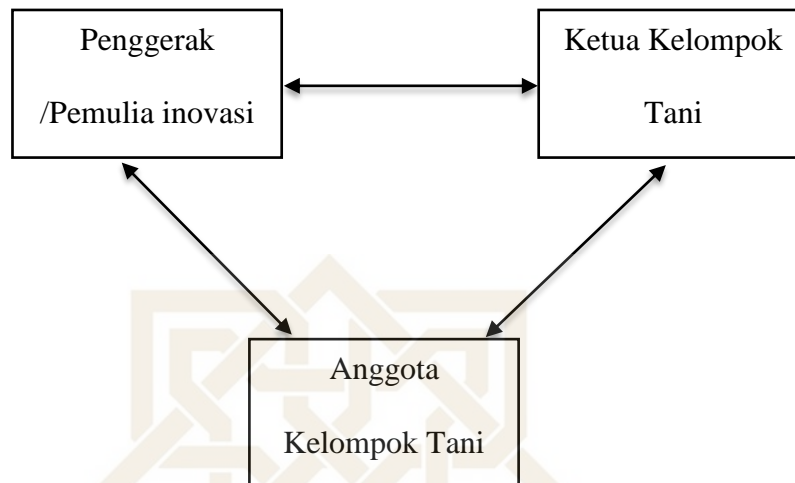 Penggerak
/Pemulia inovasi
Ketua Kelompok
Tani
Anggota
Kelompok Tani